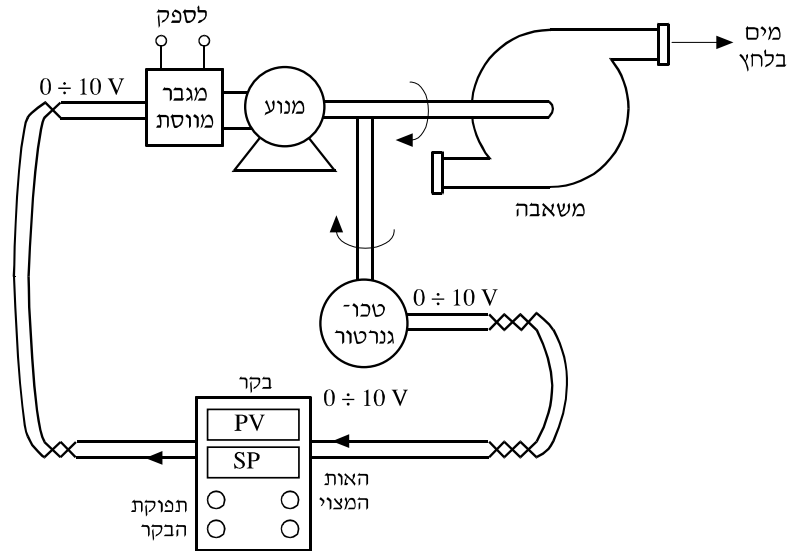 לספק
מים
בלחץ
0 ÷ 10 V
מגבר
מווסת
מנוע
משאבה
0 ÷ 10 V
טכו־
גנרטור
בקר
0 ÷ 10 V
PV
SP
האות
המצוי
תפוקת
הבקר